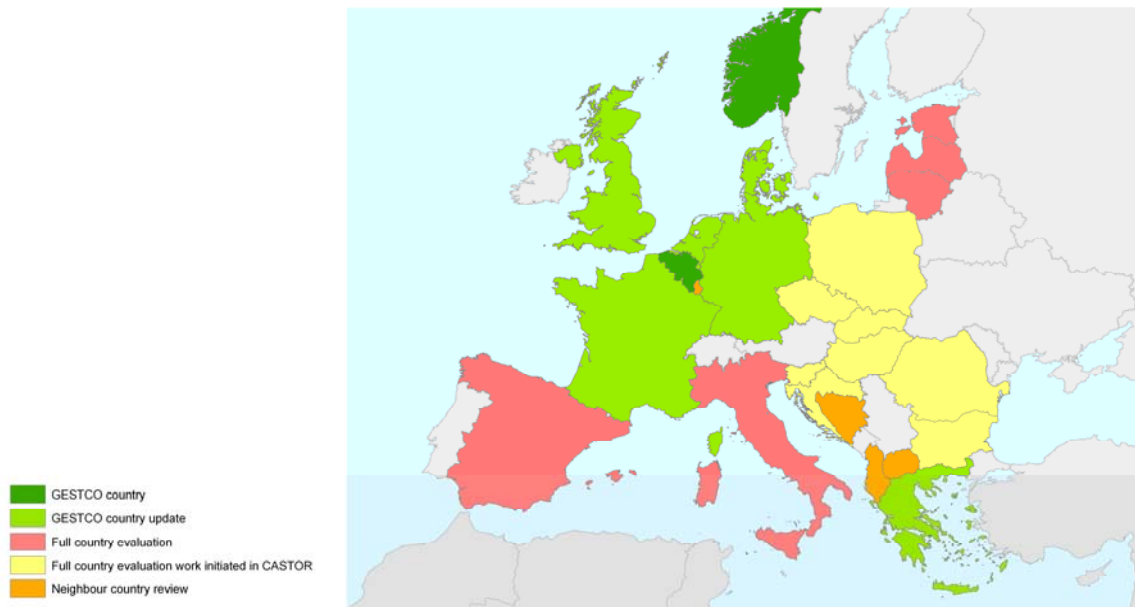 GESTCO country
GESTCO country update
Full country evaluation
Full country evaluation work initiated in CASTOR
Neighbour country review